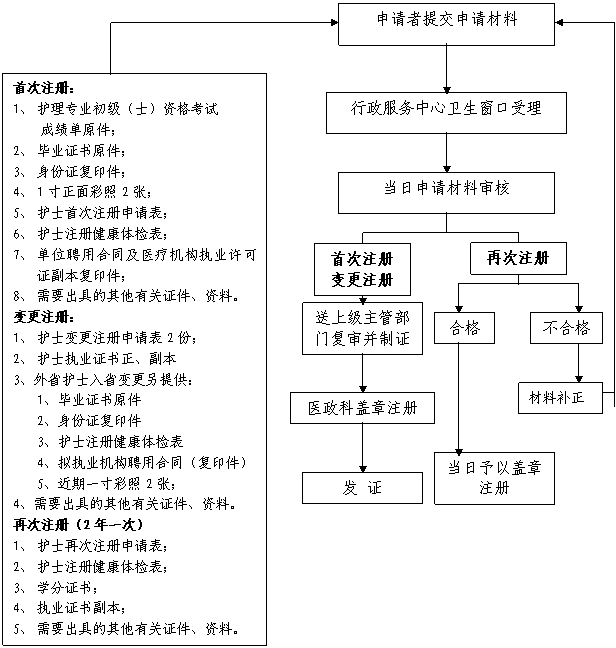 申请者提交申请材料
首次注册：
1、 护理专业初级（士）资格考试
成绩单原件；
2、 毕业证书原件；
3、 身份证复印件；
4、 1寸正面彩照2张；
5、 护士首次注册申请表；
6、 护士注册健康体检表；
7、 单位聘用合同及医疗机构执业许可
证副本复印件；
8、 需要出具的其他有关证件、资料。
变更注册：
1、 护士变更注册申请表2份；
2、 护士执业证书正、副本
3、外省护士入省变更另提供：
1、 毕业证书原件
2、 身份证复印件
3、 护士注册健康体检表
4、 拟执业机构聘用合同（复印件）
5、 近期一寸彩照2张；
4、需要出具的其他有关证件、资料。
再次注册（2年一次）
1、 护士再次注册申请表；
2、 护士注册健康体检表；
3、 学分证书；
4、 执业证书副本；
5、 需要出具的其他有关证件、资料。
行政服务中心卫生窗口受理
当日申请材料审核
首次注册
变更注册
再次注册
送上级主管部
门复审并制证
合格
不合格
医政科盖章注册
材料补正
发 证
当日予以盖章
注册